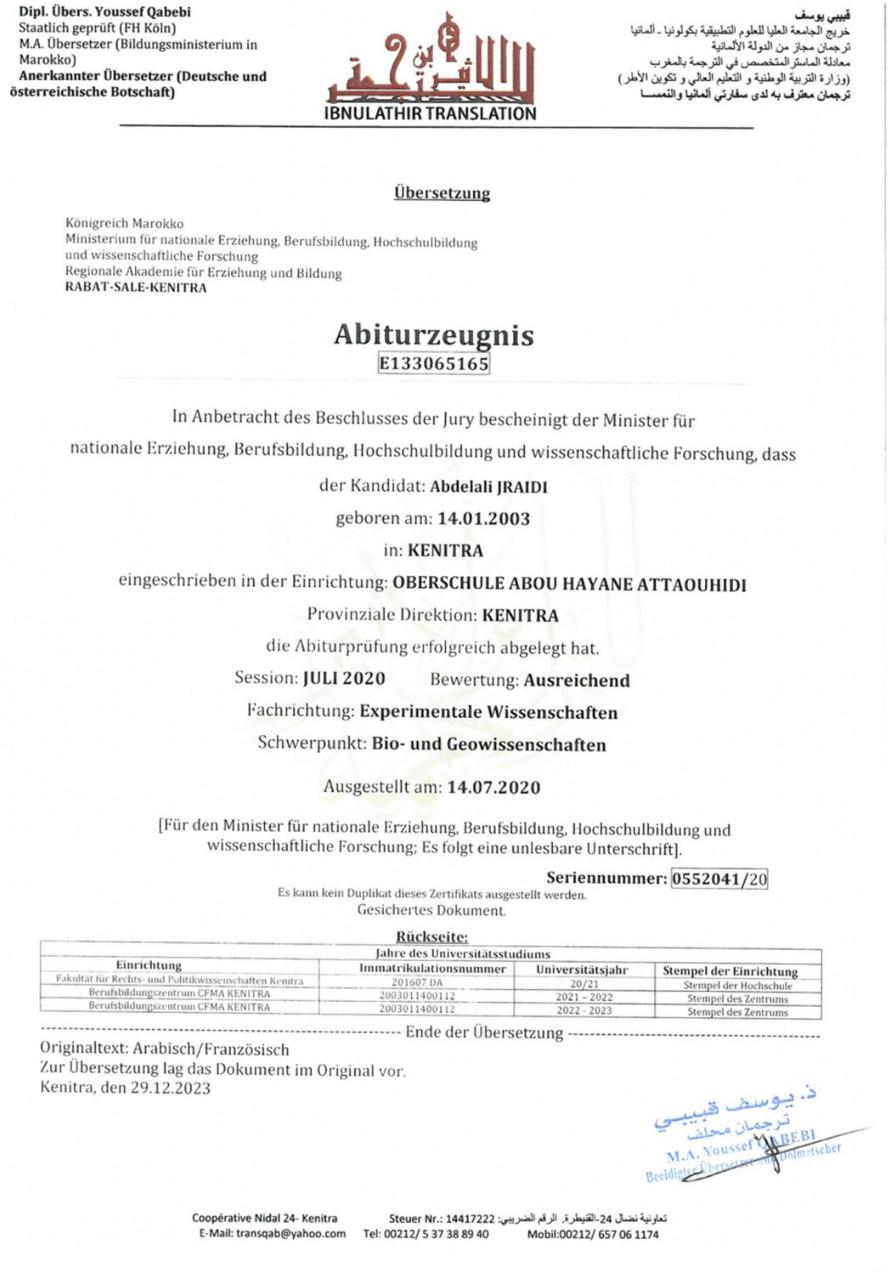 Dipl. Übers. Youssef Qabebi
Staatlich geprüft (FH Köln)
M.A. Übersetzer (Bildungsministerium in
Marokko)
Anerkannter Übersetzer (Deutsche und
österreichische Botschaft)
ابن الأثير
IBNULATHIR TRANSLATION
قبيبي يوسف
خريج الجامعة العليا للعلوم التطبيقية بكولونيا - ألمانيا
ترجمان مجاز من الدولة الألمانية
معادلة الماستر المتخصص في الترجمة بالمغرب
(وزارة التربية الوطنية و التعليم العالي و تكوين الأطر)
ترجمان معترف به لدى سفارتي ألمانيا والنمسا
Übersetzung
Königreich Marokko
Ministerium für nationale Erziehung, Berufsbildung, Hochschulbildung
und wissenschaftliche Forschung
Regionale Akademie für Erziehung und Bildung
RABAT-SALE-KENITRA
Abiturzeugnis
E133065165
In Anbetracht des Beschlusses der Jury bescheinigt der Minister für
nationale Erziehung, Berufsbildung, Hochschulbildung und wissenschaftliche Forschung, dass
der Kandidat: Abdelali JRAIDI
geboren am: 14.01.2003
in: KENITRA
eingeschrieben in der Einrichtung: OBERSCHULE ABOU HAYANE ATTAOUHIDI
Provinziale Direktion: KENITRA
die Abiturprüfung erfolgreich abgelegt hat.
Session: JULI 2020 Bewertung: Ausreichend
Fachrichtung: Experimentale Wissenschaften
Schwerpunkt: Bio- und Geowissenschaften
Ausgestellt am: 14.07.2020
[Für den Minister für nationale Erziehung, Berufsbildung, Hochschulbildung und
wissenschaftliche Forschung; Es folgt eine unlesbare Unterschrift].
Seriennummer: 0552041/20
Es kann kein Duplikat dieses Zertifikats ausgestellt werden.
Gesichertes Dokument.
Rückseite:
Jahre des Universitätsstudiums
Einrichtung Immatrikulationsnummer Universitätsjahr Stempel der Einrichtung
Fakultät für Rechts- und Politikwissenschaften Kenitra 201607 DA 20/21 Stempel der Hochschule
Berufsbildungszentrum CFMA KENITRA 2003011400112 2021 – 2022 Stempel des Zentrums
Berufsbildungszentrum CFMA KENITRA 2003011400112 2022 - 2023 Stempel des Zentrums
Ende der Übersetzung
Originaltext: Arabisch/Französisch
Zur Übersetzung lag das Dokument im Original vor.
Kenitra, den 29.12.2023
ذ. يوسف قبيبي
ترجمان محلف
M.A. Youssef QABEBI
Beeidigter Übersetzer und Dolmetscher
Coopérative Nidal 24- Kenitra Steuer Nr.: 14417222 تعاونية نضال 24-القنيطرة. الرقم الضريبي:
E-Mail: transqab@yahoo.com Tel: 00212/ 5 37 38 89 40 Mobil:00212/ 657 06 1174